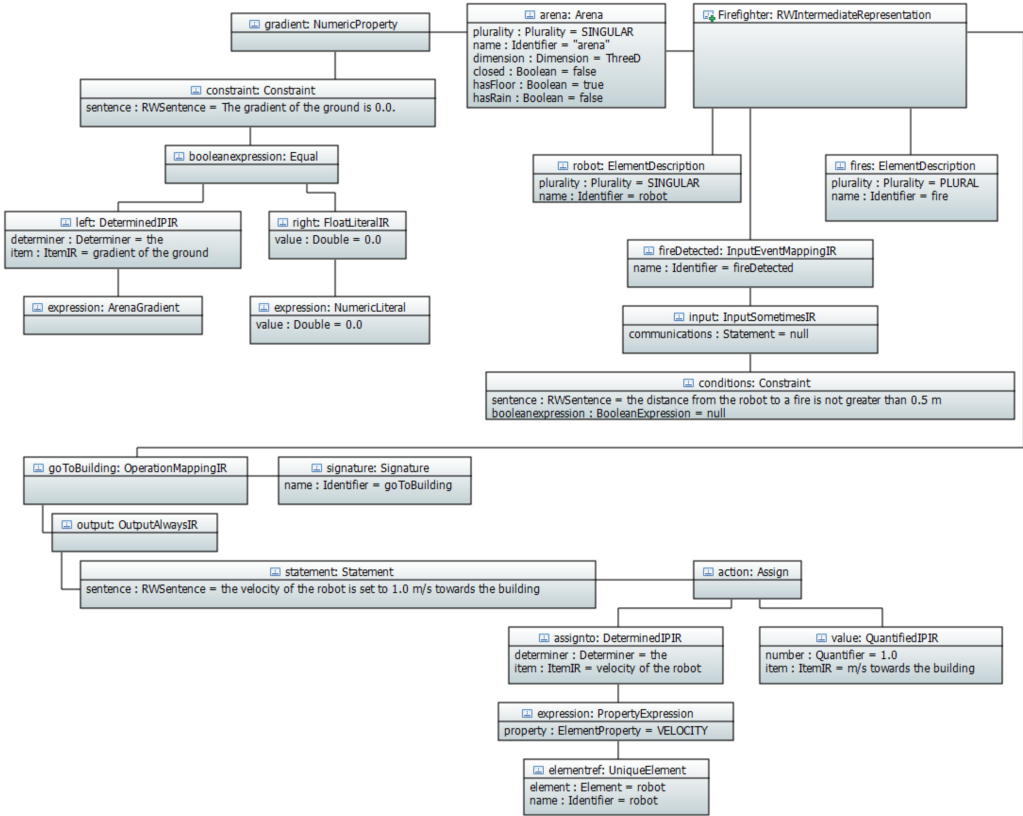 gradient: NumericProperty
arena: Arena
plurality : Plurality = SINGULAR
name : Identifier = "arena"
dimension : Dimension = ThreeD
closed : Boolean = false
hasFloor : Boolean = true
hasRain : Boolean = false
Firefighter: RWIntermediateRepresentation
constraint: Constraint
sentence : RWSentence = The gradient of the ground is 0.0.
booleanexpression: Equal
robot: ElementDescription
plurality : Plurality = SINGULAR
name : Identifier = robot
fires: ElementDescription
plurality : Plurality = PLURAL
name : Identifier = fire
left: DeterminedIPIR
determiner : Determiner = the
item : ItemIR = gradient of the ground
right: FloatLiteralIR
value : Double = 0.0
fireDetected: InputEventMappingIR
name : Identifier = fireDetected
expression: ArenaGradient
expression: NumericLiteral
value : Double = 0.0
input: InputSometimesIR
communications : Statement = null
conditions: Constraint
sentence : RWSentence = the distance from the robot to a fire is not greater than 0.5 m
booleanexpression : BooleanExpression = null
goToBuilding: OperationMappingIR
signature: Signature
name : Identifier = goToBuilding
output: OutputAlwaysIR
statement: Statement
sentence : RWSentence = the velocity of the robot is set to 1.0 m/s towards the building
action: Assign
assignto: DeterminedIPIR
determiner : Determiner = the
item : ItemIR = velocity of the robot
value: QuantifiedIPIR
number : Quantifier = 1.0
item : ItemIR = m/s towards the building
expression: PropertyExpression
property : ElementProperty = VELOCITY
elementref: UniqueElement
element : Element = robot
name : Identifier = robot